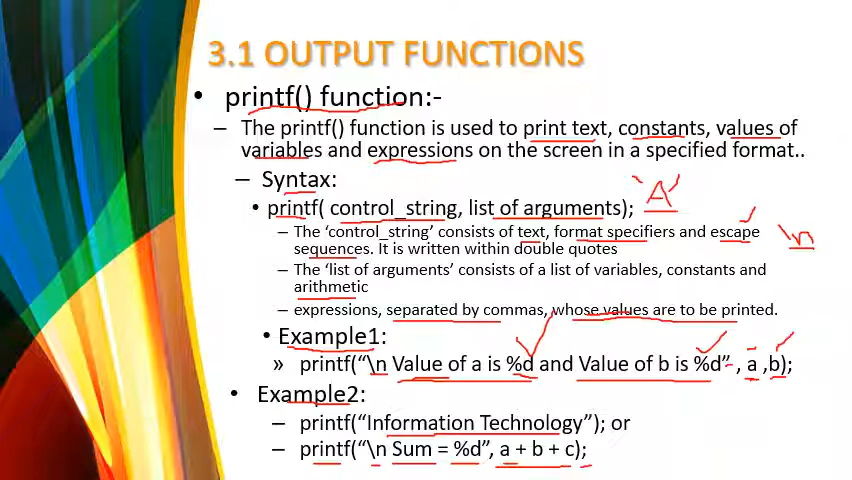 3.1 OUTPUT FUNCTIONS
• printf() function:-
– The printf() function is used to print text, constants, values of
variables and expressions on the screen in a specified format..
– Syntax:
'A'
• printf( control_string, list of arguments);
– The ‘control_string’ consists of text, format specifiers and escape
\n
sequences. It is written within double quotes
– The ‘list of arguments’ consists of a list of variables, constants and
arithmetic
– expressions, separated by commas, whose values are to be printed.
• Example1:
» printf(“\n Value of a is %d and Value of b is %d” , a ,b);
• Example2:
– printf(“Information Technology”); or
– printf(“\n Sum = %d”, a + b + c);